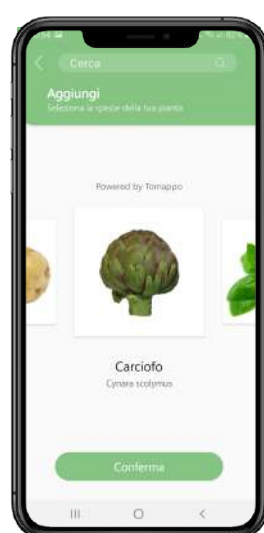 Cerca
Aggiungi
Seleziona la specie della tua pianta
Powered by Tomappo
Carciofo
Cynara scolymus
Conferma